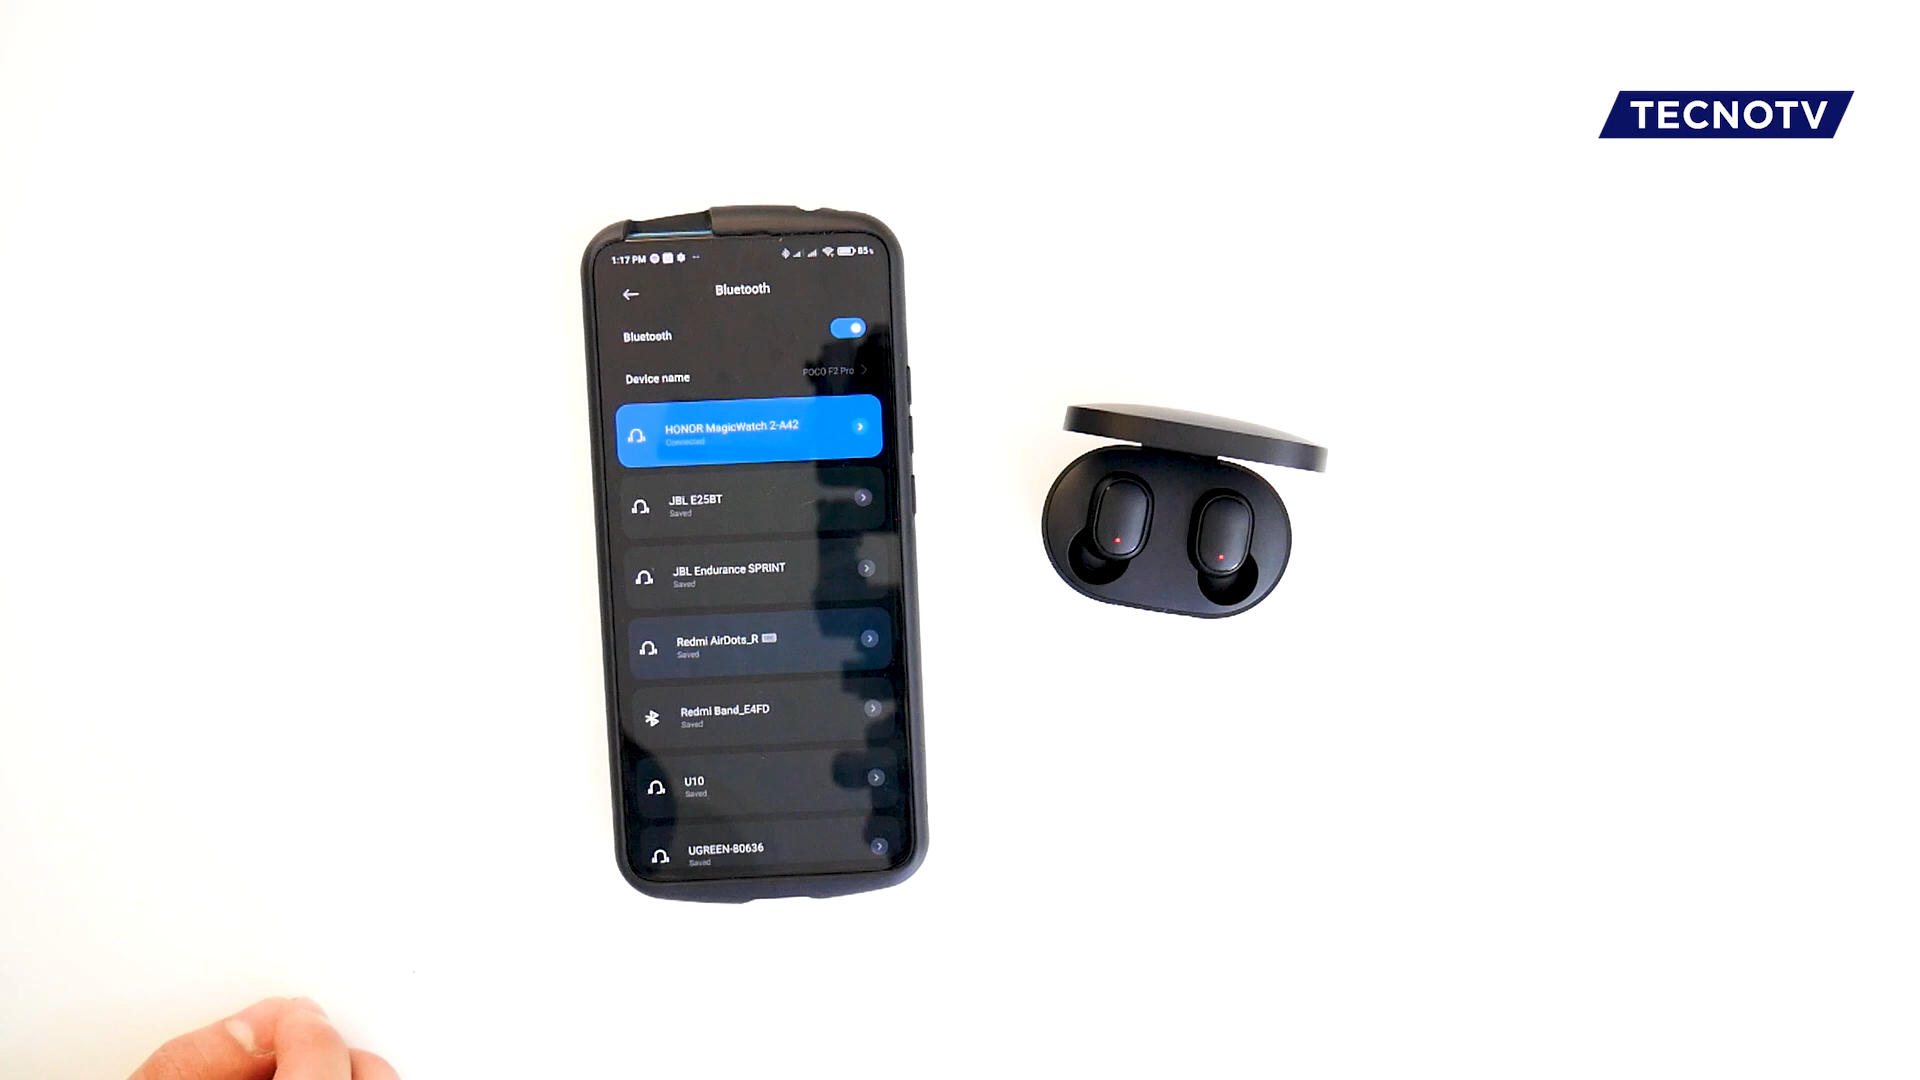 TECNOTV
1:17 PM
85%
Bluetooth
Bluetooth
Device name
POCO F2 Pro
HONOR MagicWatch 2-A42
Connected
JBL E25BT
Saved
JBL Endurance SPRINT
Saved
Redmi AirDots_R
Saved
Redmi Band_E4FD
Saved
U10
Saved
UGREEN-80636
Saved